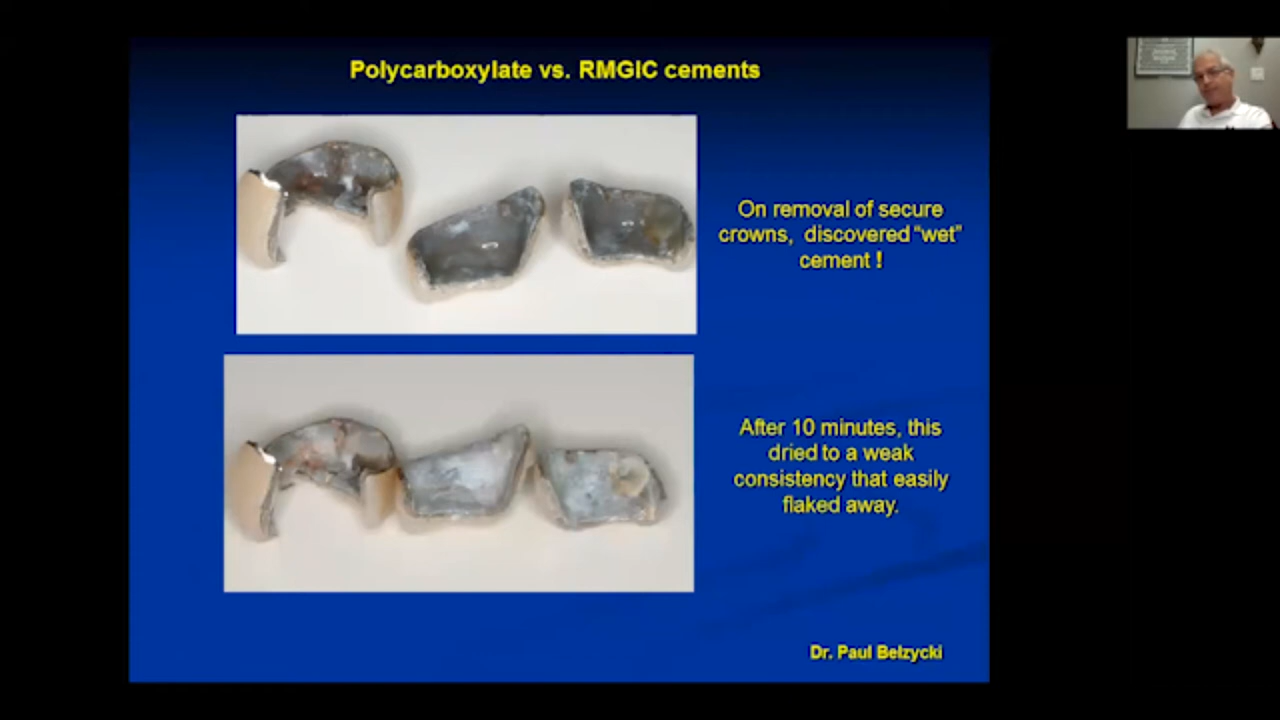 Polycarboxylate vs. RMGIC cements
On removal of secure
crowns, discovered “wet”
cement !
After 10 minutes, this
dried to a weak
consistency that easily
flaked away.
Dr. Paul Belzycki